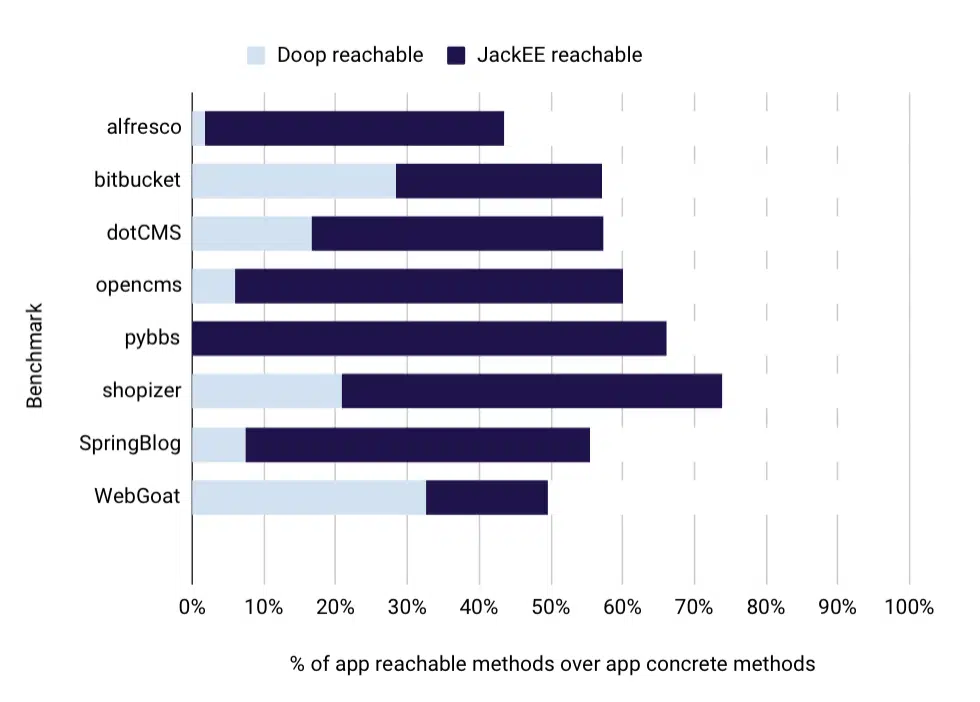 Doop reachable JackEE reachable
alfresco
bitbucket
dotCMS
opencms
pybbs
shopizer
SpringBlog
WebGoat
Benchmark
0% 10% 20% 30% 40% 50% 60% 70% 80% 90% 100%
% of app reachable methods over app concrete methods